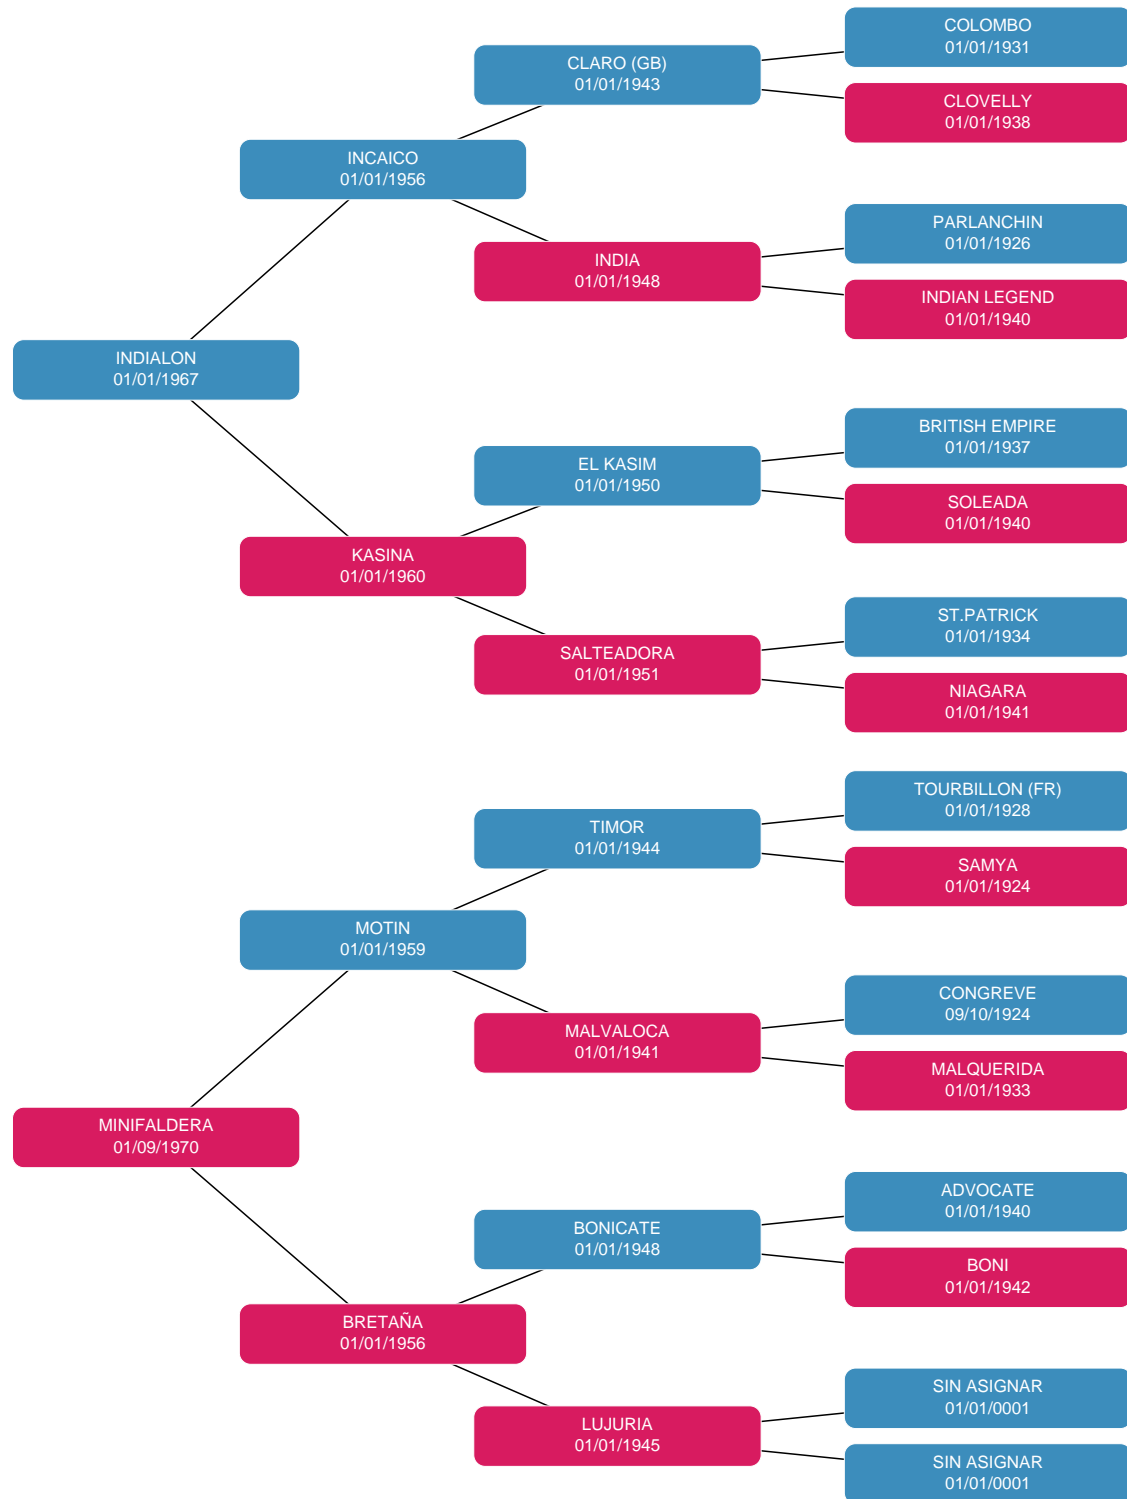 COLOMBO
01/01/1931
CLARO (GB)
01/01/1943
CLOVELLY
01/01/1938
INCAICO
01/01/1956
PARLANCHIN
01/01/1926
INDIA
01/01/1948
INDIAN LEGEND
01/01/1940
INDIALON
01/01/1967
BRITISH EMPIRE
01/01/1937
EL KASIM
01/01/1950
SOLEADA
01/01/1940
KASINA
01/01/1960
ST.PATRICK
01/01/1934
SALTEADORA
01/01/1951
NIAGARA
01/01/1941
TOURBILLON (FR)
01/01/1928
TIMOR
01/01/1944
SAMYA
01/01/1924
MOTIN
01/01/1959
CONGREVE
09/10/1924
MALVALOCA
01/01/1941
MALQUERIDA
01/01/1933
MINIFALDERA
01/09/1970
ADVOCATE
01/01/1940
BONICATE
01/01/1948
BONI
01/01/1942
BRETAÑA
01/01/1956
SIN ASIGNAR
01/01/0001
LUJURIA
01/01/1945
SIN ASIGNAR
01/01/0001